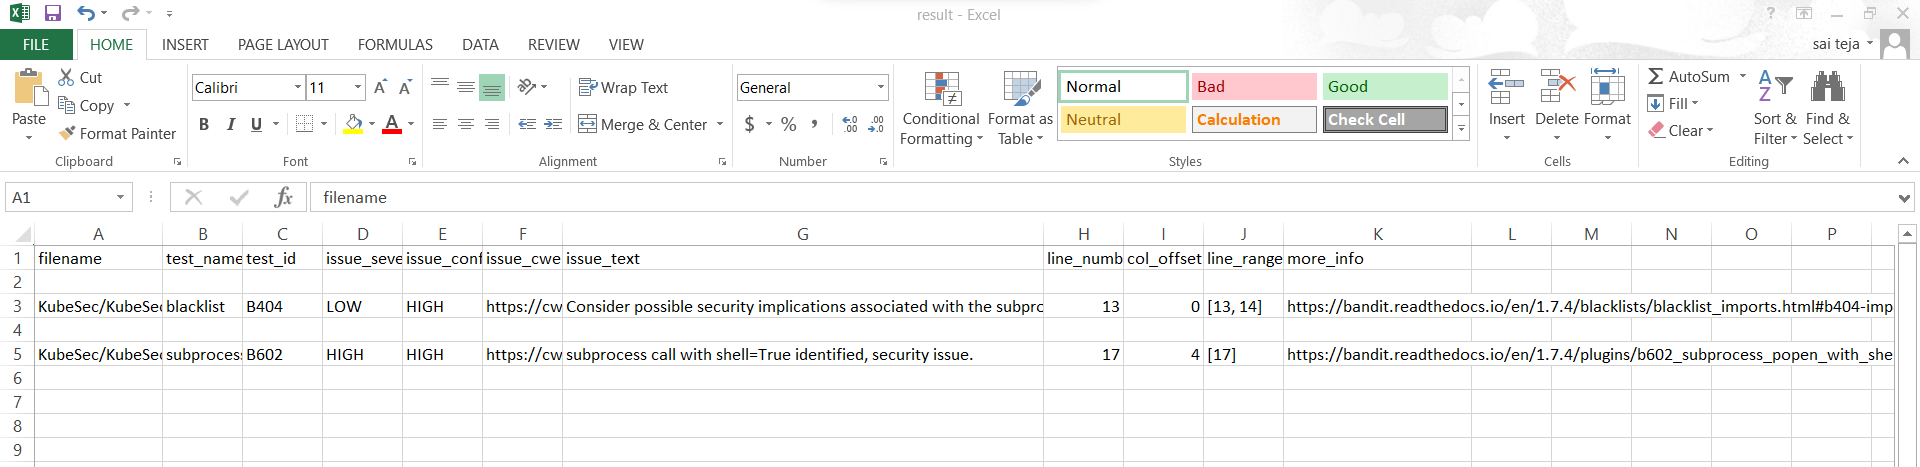 result - Excel
FILE HOME INSERT PAGE LAYOUT FORMULAS DATA REVIEW VIEW sai teja
Paste
Cut
Copy
Format Painter
Clipboard
Calibri 11
B I U
Font
Wrap Text
Merge & Center
Alignment
General
$ % ,
Number
Conditional Formatting
Format as Table
Normal Bad Good
Neutral Calculation Check Cell
Styles
Insert Delete Format
Cells
AutoSum
Fill
Clear
Sort & Filter
Find & Select
Editing
A1 fx filename
A B C D E F G H I J K L M N O P
1 filename test_name test_id issue_seve issue_conf issue_cwe issue_text line_numb col_offset line_range more_info
2
3 KubeSec/KubeSec blacklist B404 LOW HIGH https://cw Consider possible security implications associated with the subpro 13 0 [13, 14] https://bandit.readthedocs.io/en/1.7.4/blacklists/blacklist_imports.html#b404-imp
4
5 KubeSec/KubeSec subprocess B602 HIGH HIGH https://cw subprocess call with shell=True identified, security issue. 17 4 [17] https://bandit.readthedocs.io/en/1.7.4/plugins/b602_subprocess_popen_with_she
6
7
8
9